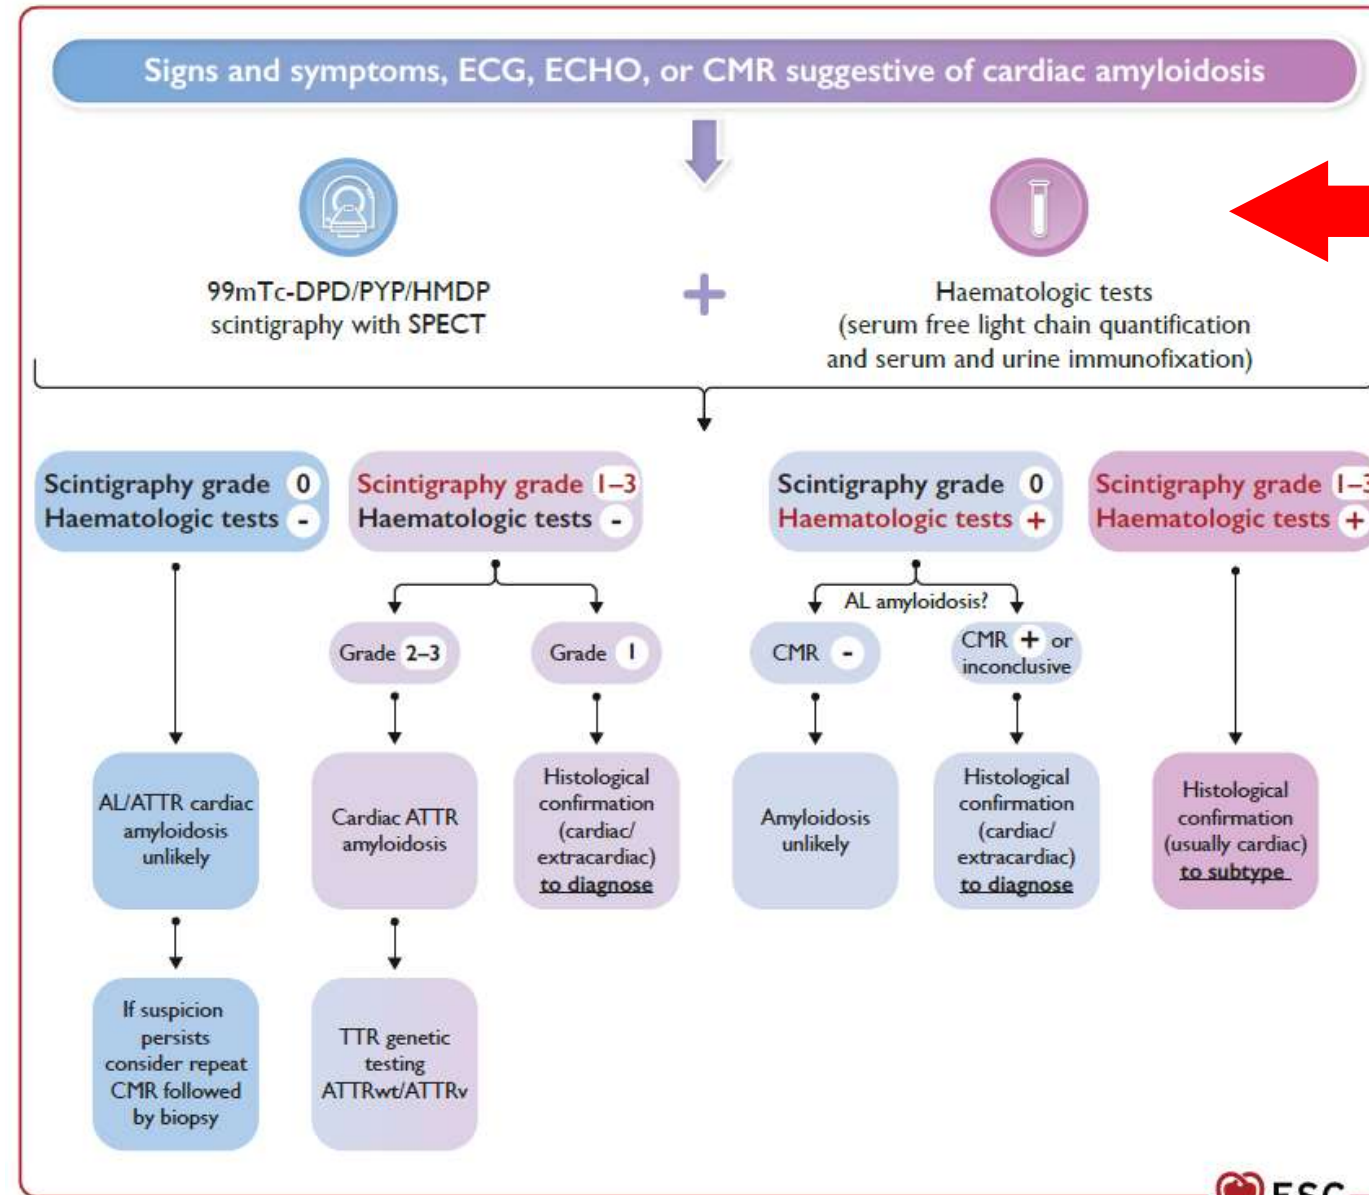 Signs and symptoms, ECG, ECHO, or CMR suggestive of cardiac amyloidosis
99mTc-DPD/PYP/HMDP
scintigraphy with SPECT
+
Haematologic tests
(serum free light chain quantification
and serum and urine immunofixation)
Scintigraphy grade 0
Haematologic tests -
Scintigraphy grade 1–3
Haematologic tests -
Scintigraphy grade 0
Haematologic tests +
Scintigraphy grade 1–3
Haematologic tests +
AL amyloidosis?
Grade 2–3
Grade 1
CMR -
CMR + or
inconclusive
AL/ATTR cardiac
amyloidosis
unlikely
Cardiac ATTR
amyloidosis
Histological
confirmation
(cardiac/
extracardiac)
to diagnose
Amyloidosis
unlikely
Histological
confirmation
(cardiac/
extracardiac)
to diagnose
Histological
confirmation
(usually cardiac)
to subtype
If suspicion
persists
consider repeat
CMR followed
by biopsy
TTR genetic
testing
ATTRwt/ATTRv
ESC